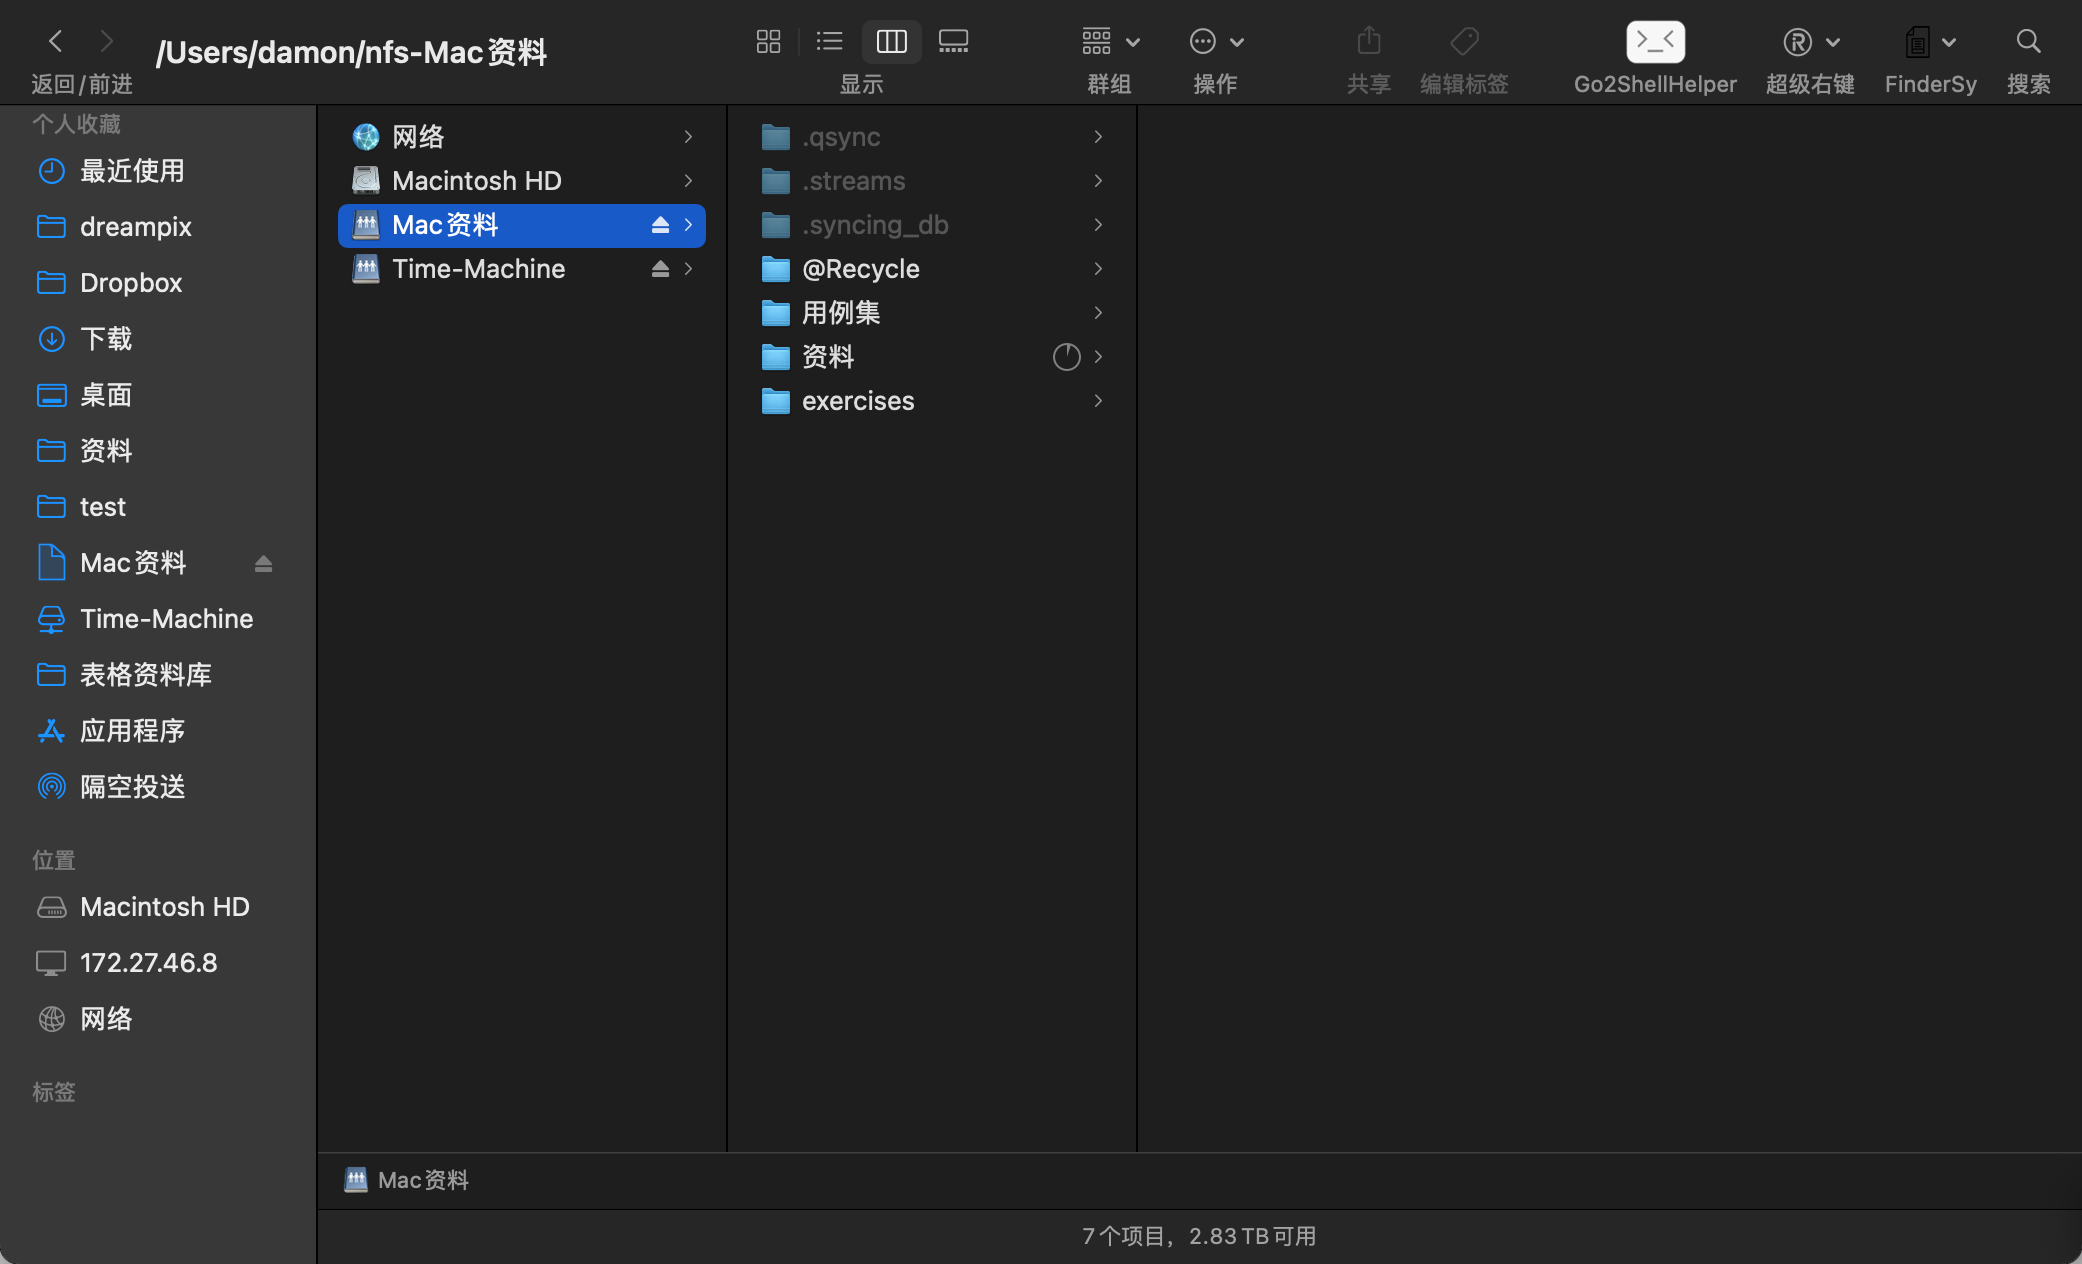 /Users/damon/nfs-Mac资料
返回/前进
显示
群组
操作
共享
编辑标签
Go2ShellHelper
超级右键
FinderSy
搜索
个人收藏
最近使用
dreampix
Dropbox
下载
桌面
资料
test
Mac资料
Time-Machine
表格资料库
应用程序
隔空投送
位置
Macintosh HD
172.27.46.8
网络
标签
网络
Macintosh HD
Mac资料
Time-Machine
.qsync
.streams
.syncing_db
@Recycle
用例集
资料
exercises
Mac资料
7个项目，2.83 TB可用